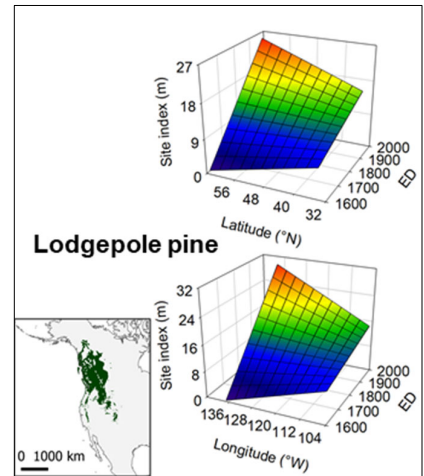 27
18
9
0
Site index (m)
56 48 40 32
Latitude (°N)
2000
1900
1800
1700
1600
ED
Lodgepole pine
32
24
16
8
0
Site index (m)
136 128 120 112 104
Longitude (°W)
2000
1900
1800
1700
1600
ED
0 1000 km